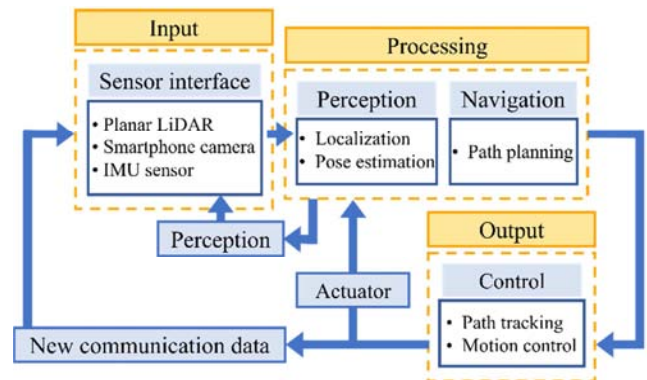 Input
Processing
Sensor interface
• Planar LiDAR
• Smartphone camera
• IMU sensor
Perception
• Localization
• Pose estimation
Navigation
• Path planning
Perception
Output
Actuator
Control
• Path tracking
• Motion control
New communication data